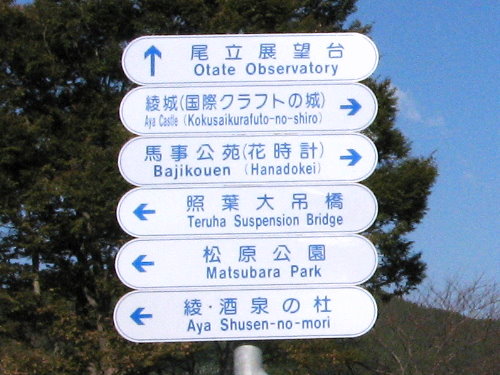 尾立展望台
Otate Observatory
綾城(国際クラフトの城)
Aya Castle (Kokusaikurafuto-no-shiro)
馬事公苑(花時計)
Bajikouen (Hanadokei)
照葉大吊橋
Teruha Suspension Bridge
松原公園
Matsubara Park
綾・酒泉の杜
Aya Shusen-no-mori